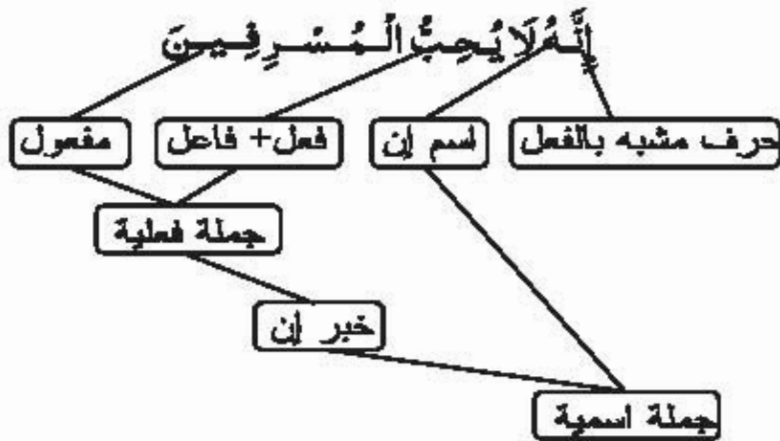 إِنَّهُ لَا يُحِبُّ الْمُسْرِفِينَ
حرف مشبه بالفعل اسم إن فعل+ فاعل مفعول
جملة فعلية
خبر إن
جملة اسمية